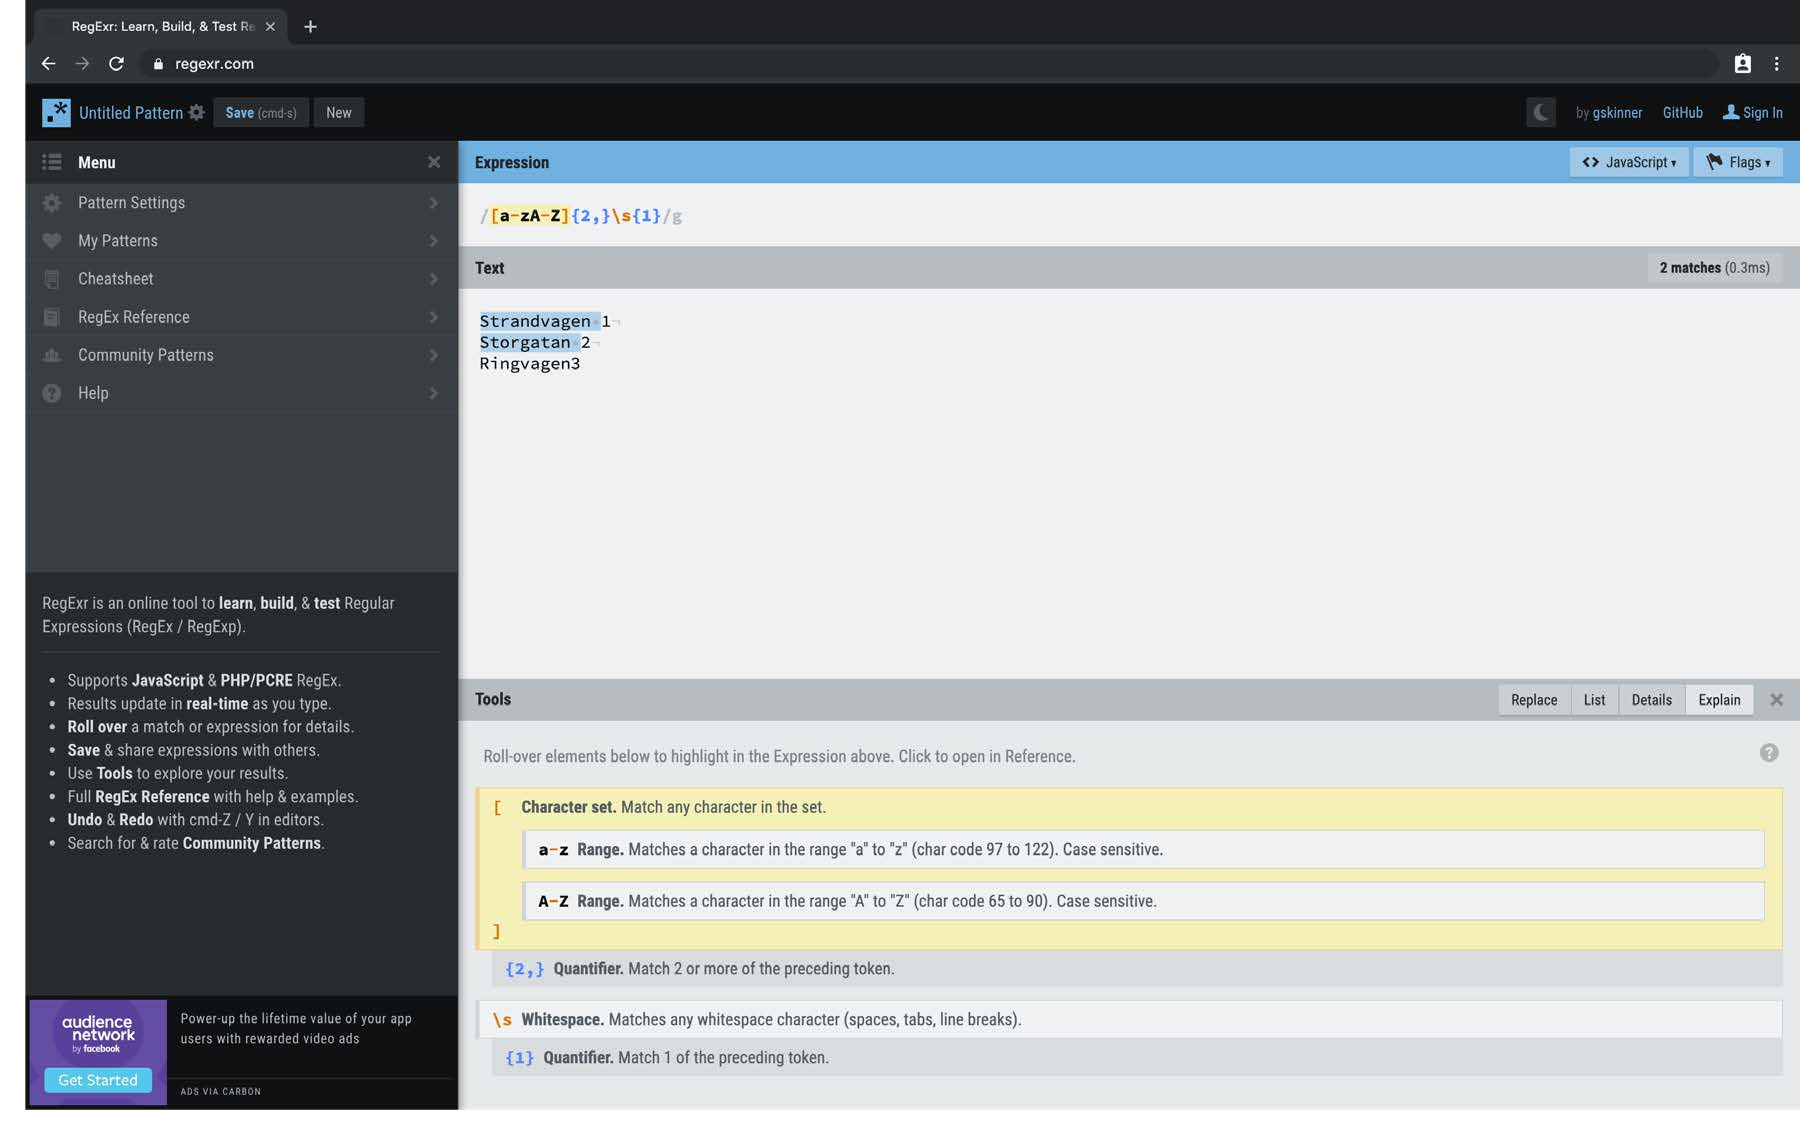 RegExr: Learn, Build, & Test Re
regexr.com
Untitled Pattern Save (cmd-s) New by gskinner GitHub Sign In
Menu
Pattern Settings
My Patterns
Cheatsheet
RegEx Reference
Community Patterns
Help
RegExr is an online tool to learn, build, & test Regular
Expressions (RegEx / RegExp).
• Supports JavaScript & PHP/PCRE RegEx.
• Results update in real-time as you type.
• Roll over a match or expression for details.
• Save & share expressions with others.
• Use Tools to explore your results.
• Full RegEx Reference with help & examples.
• Undo & Redo with cmd-Z / Y in editors.
• Search for & rate Community Patterns.
audience
network
by facebook
Get Started
Power-up the lifetime value of your app
users with rewarded video ads
ADS VIA CARBON
Expression <> JavaScript ▾ Flags ▾
/[a-zA-Z]{2,}\s{1}/g
Text 2 matches (0.3ms)
Strandvagen 1
Storgatan 2
Ringvagen3
Tools Replace List Details Explain
Roll-over elements below to highlight in the Expression above. Click to open in Reference. ?
[ Character set. Match any character in the set.
a-z Range. Matches a character in the range "a" to "z" (char code 97 to 122). Case sensitive.
A-Z Range. Matches a character in the range "A" to "Z" (char code 65 to 90). Case sensitive.
]
{2,} Quantifier. Match 2 or more of the preceding token.
\s Whitespace. Matches any whitespace character (spaces, tabs, line breaks).
{1} Quantifier. Match 1 of the preceding token.